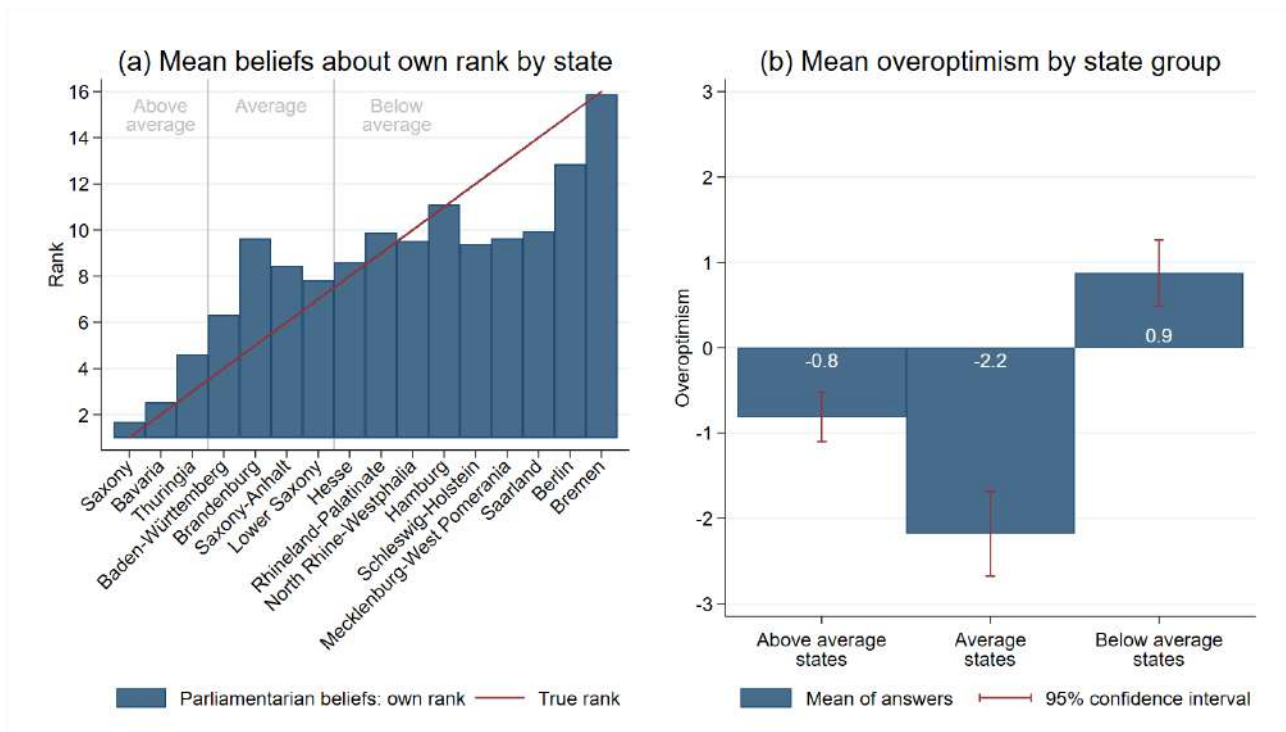 (a) Mean beliefs about own rank by state
Above
average
Average
Below
average
16
14
12
10
8
6
4
2
Rank
Saxony
Bavaria
Thuringia
Baden-Württemberg
Brandenburg
Saxony-Anhalt
Lower Saxony
Hesse
Rhineland-Palatinate
North Rhine-Westphalia
Hamburg
Schleswig-Holstein
Mecklenburg-West Pomerania
Saarland
Berlin
Bremen
Parliamentarian beliefs: own rank
True rank
(b) Mean overoptimism by state group
3
2
1
0
-1
-2
-3
Overoptimism
-0.8
-2.2
0.9
Above average
states
Average
states
Below average
states
Mean of answers
95% confidence interval